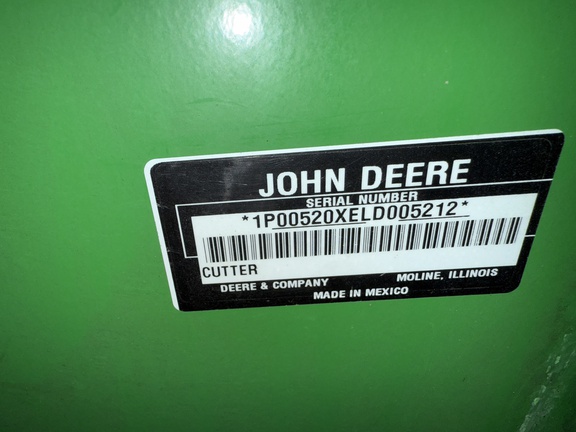 JOHN DEERE
SERIAL NUMBER
*1P00520XELD005212*
CUTTER
DEERE & COMPANY MOLINE, ILLINOIS
MADE IN MEXICO